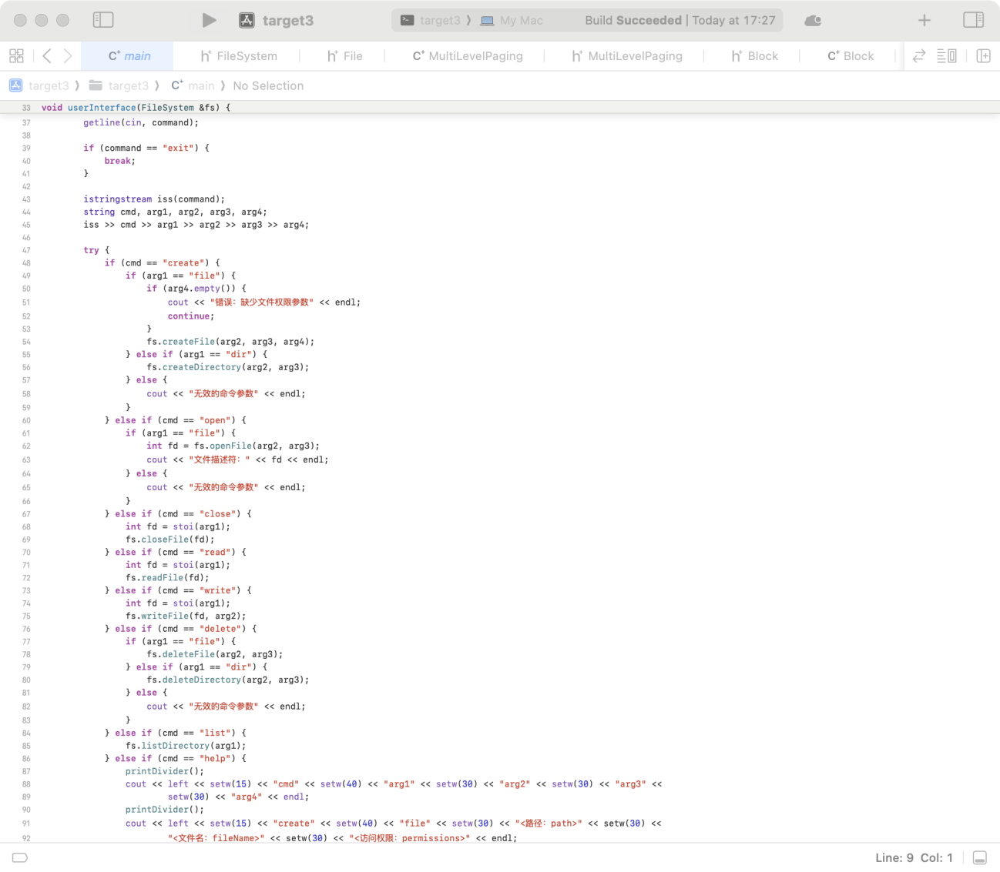 target3
target3 ⟩ My Mac
Build Succeeded | Today at 17:27
main
FileSystem
File
MultiLevelPaging
MultiLevelPaging
Block
Block
target3 ⟩ target3 ⟩ main ⟩ No Selection
33 void userInterface(FileSystem &fs) {
37 getline(cin, command);
38
39 if (command == "exit") {
40 break;
41 }
42
43 istringstream iss(command);
44 string cmd, arg1, arg2, arg3, arg4;
45 iss >> cmd >> arg1 >> arg2 >> arg3 >> arg4;
46
47 try {
48 if (cmd == "create") {
49 if (arg1 == "file") {
50 if (arg4.empty()) {
51 cout << "错误：缺少文件权限参数" << endl;
52 continue;
53 }
54 fs.createFile(arg2, arg3, arg4);
55 } else if (arg1 == "dir") {
56 fs.createDirectory(arg2, arg3);
57 } else {
58 cout << "无效的命令参数" << endl;
59 }
60 } else if (cmd == "open") {
61 if (arg1 == "file") {
62 int fd = fs.openFile(arg2, arg3);
63 cout << "文件描述符：" << fd << endl;
64 } else {
65 cout << "无效的命令参数" << endl;
66 }
67 } else if (cmd == "close") {
68 int fd = stoi(arg1);
69 fs.closeFile(fd);
70 } else if (cmd == "read") {
71 int fd = stoi(arg1);
72 fs.readFile(fd);
73 } else if (cmd == "write") {
74 int fd = stoi(arg1);
75 fs.writeFile(fd, arg2);
76 } else if (cmd == "delete") {
77 if (arg1 == "file") {
78 fs.deleteFile(arg2, arg3);
79 } else if (arg1 == "dir") {
80 fs.deleteDirectory(arg2, arg3);
81 } else {
82 cout << "无效的命令参数" << endl;
83 }
84 } else if (cmd == "list") {
85 fs.listDirectory(arg1);
86 } else if (cmd == "help") {
87 printDivider();
88 cout << left << setw(15) << "cmd" << setw(40) << "arg1" << setw(30) << "arg2" << setw(30) << "arg3" <<
89 setw(30) << "arg4" << endl;
90 printDivider();
91 cout << left << setw(15) << "create" << setw(40) << "file" << setw(30) << "<路径：path>" << setw(30) <<
92 "<文件名：fileName>" << setw(30) << "<访问权限：permissions>" << endl;
Line: 9 Col: 1